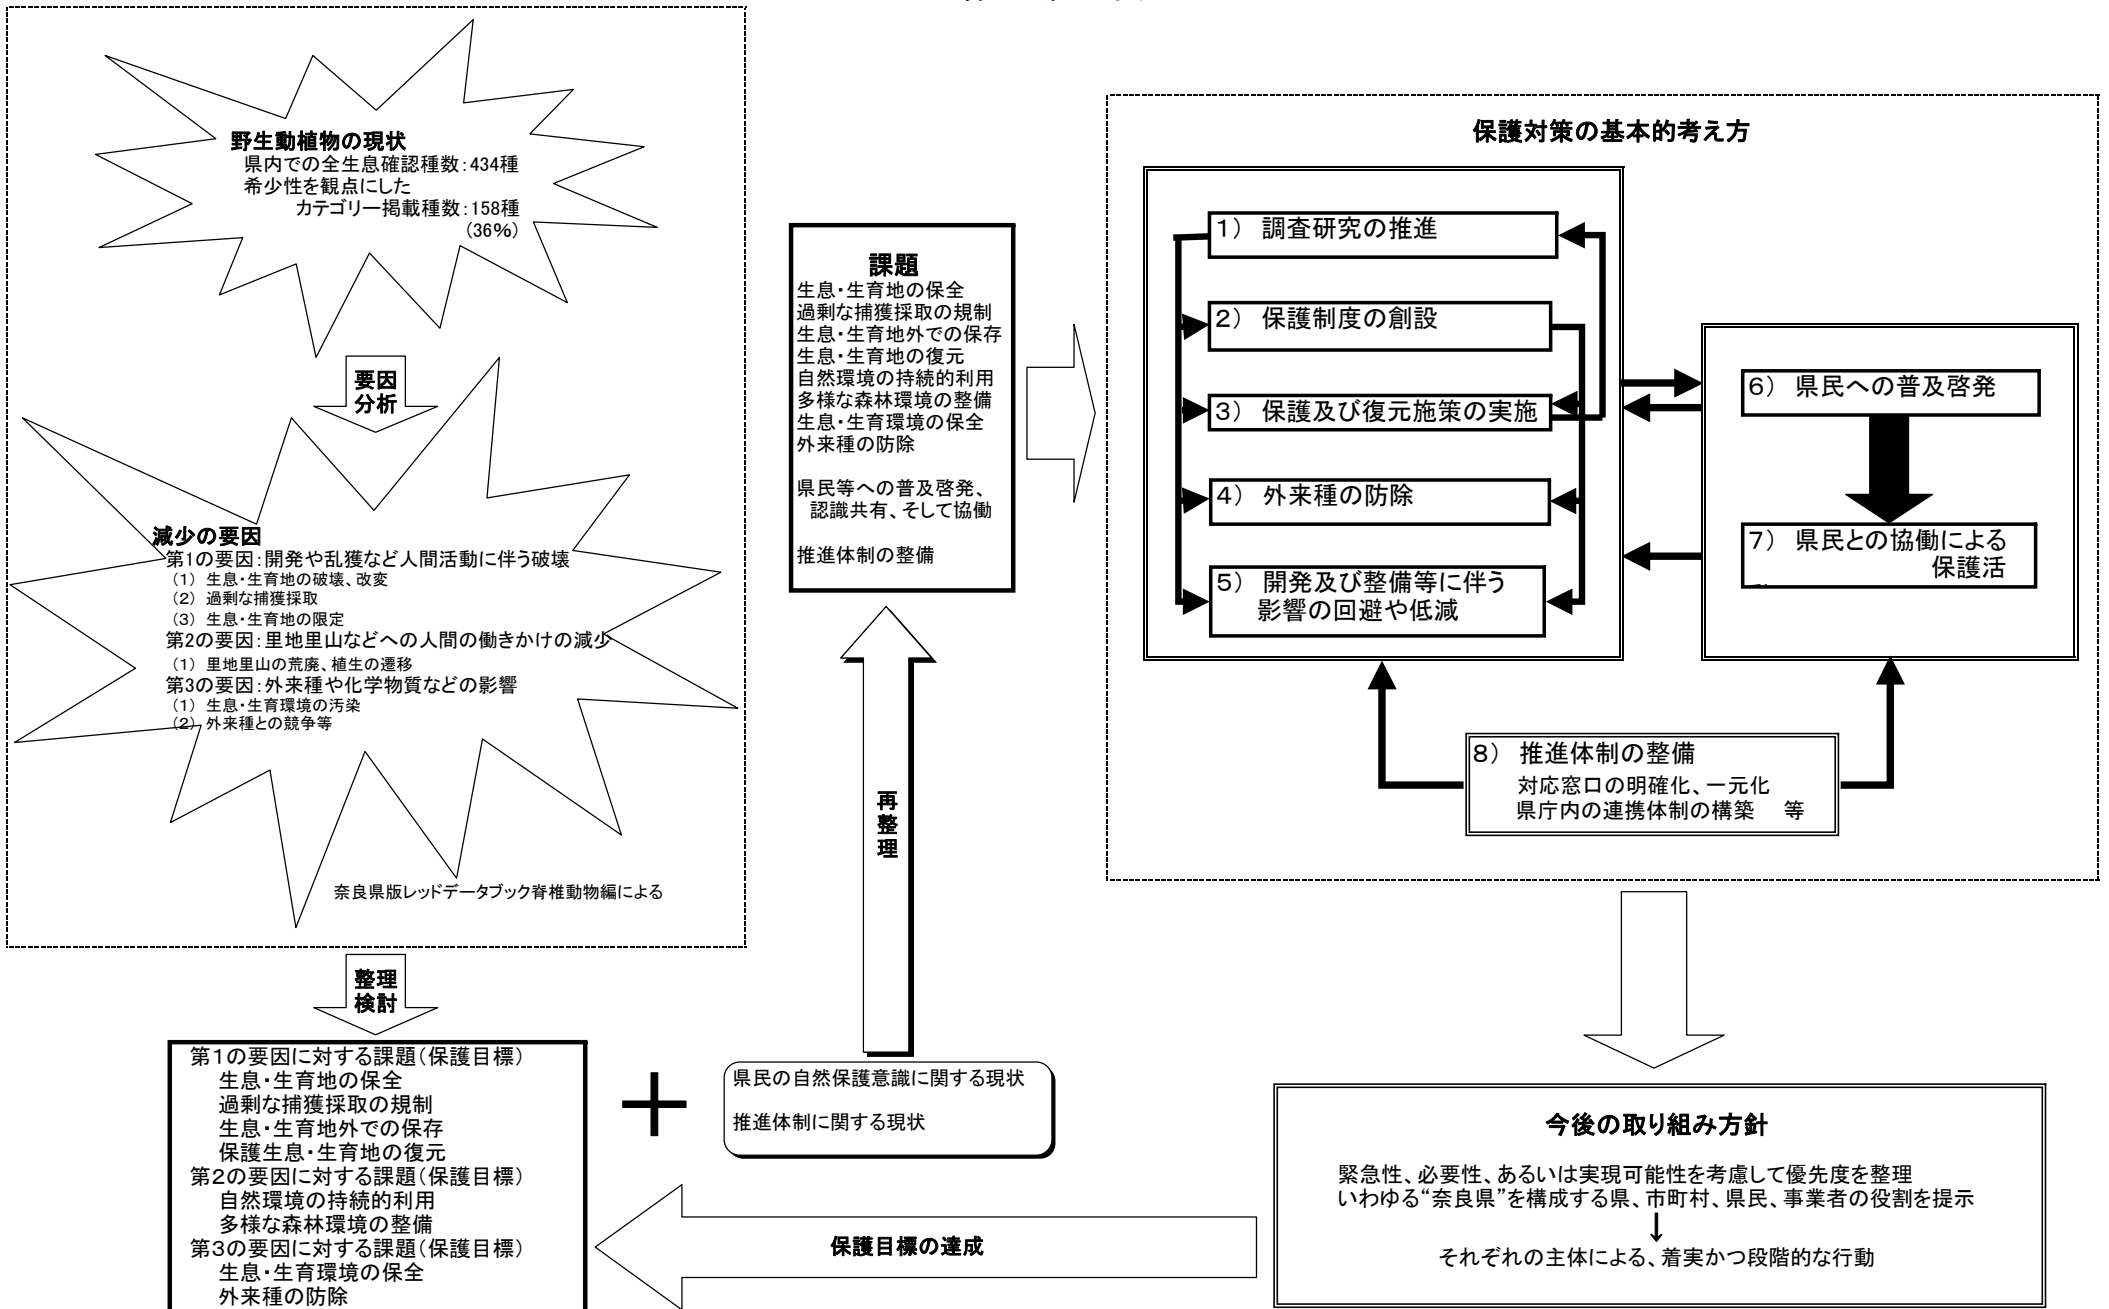 野生動植物の現状
県内での全生息確認種数：434種
希少性を観点にした
カテゴリー掲載種数：158種
（36％）
要因
分析
減少の要因
第1の要因：開発や乱獲など人間活動に伴う破壊
（1） 生息・生育地の破壊、改変
（2） 過剰な捕獲採取
（3） 生息・生育地の限定
第2の要因：里地里山などへの人間の働きかけの減少
（1） 里地里山の荒廃、植生の遷移
第3の要因：外来種や化学物質などの影響
（1） 生息・生育環境の汚染
（2） 外来種との競争等
奈良県版レッドデータブック脊椎動物編による
整理
検討
第1の要因に対する課題（保護目標）
生息・生育地の保全
過剰な捕獲採取の規制
生息・生育地外での保存
保護生息・生育地の復元
第2の要因に対する課題（保護目標）
自然環境の持続的利用
多様な森林環境の整備
第3の要因に対する課題（保護目標）
生息・生育環境の保全
外来種の防除
＋
県民の自然保護意識に関する現状
推進体制に関する現状
再
整
理
課題
生息・生育地の保全
過剰な捕獲採取の規制
生息・生育地外での保存
生息・生育地の復元
自然環境の持続的利用
多様な森林環境の整備
生息・生育環境の保全
外来種の防除
県民等への普及啓発、
認識共有、そして協働
推進体制の整備
保護対策の基本的考え方
1） 調査研究の推進
2） 保護制度の創設
3） 保護及び復元施策の実施
4） 外来種の防除
5） 開発及び整備等に伴う
影響の回避や低減
6） 県民への普及啓発
7） 県民との協働による
保護活
8） 推進体制の整備
対応窓口の明確化、一元化
県庁内の連携体制の構築 等
今後の取り組み方針
緊急性、必要性、あるいは実現可能性を考慮して優先度を整理
いわゆる“奈良県”を構成する県、市町村、県民、事業者の役割を提示
↓
それぞれの主体による、着実かつ段階的な行動
保護目標の達成